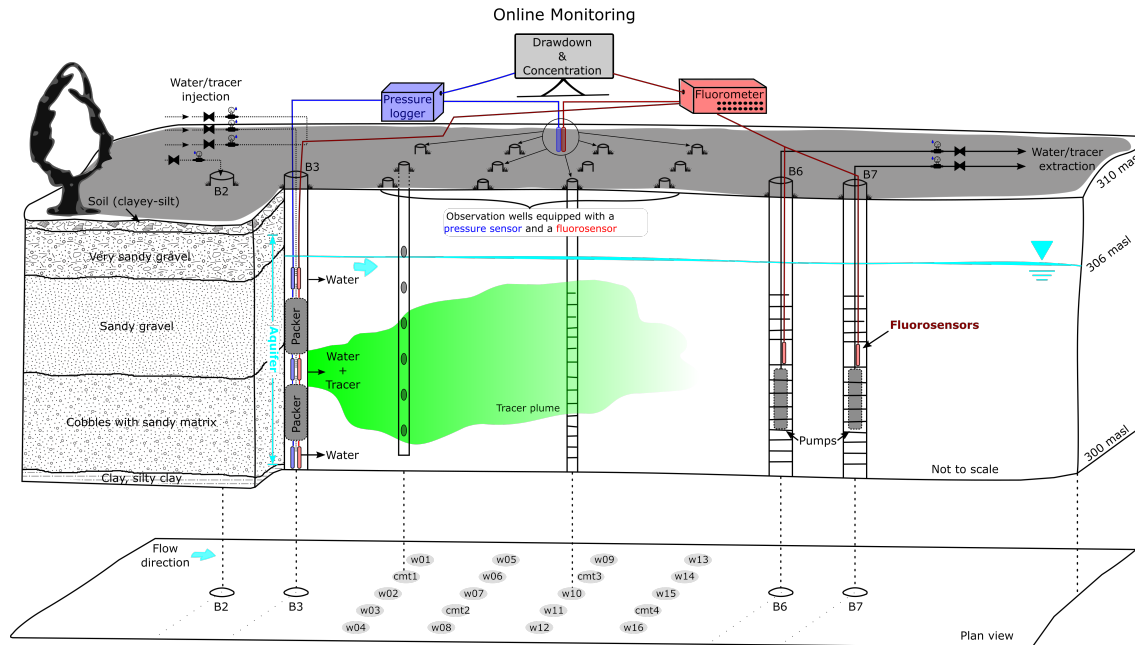 Online Monitoring
Drawdown
&
Concentration
Water/tracer
injection
Pressure
logger
Fluorometer
B3
B2
B6
B7
Water/tracer
extraction
310 masl
Soil (clayey-silt)
Observation wells equipped with a
pressure sensor and a fluorosensor
Very sandy gravel
306 masl
Water
Sandy gravel
Packer
Aquifer
Fluorosensors
Water
+
Tracer
Packer
Tracer plume
Cobbles with sandy matrix
Pumps
Water
300 masl
Not to scale
Clay, silty clay
Flow
direction
w01 w05 w09 w13
cmt1 w06 cmt3 w14
w02 w07 w10 w15
w03 cmt2 w11 cmt4
w04 w08 w12 w16
B2 B3 B6 B7
Plan view